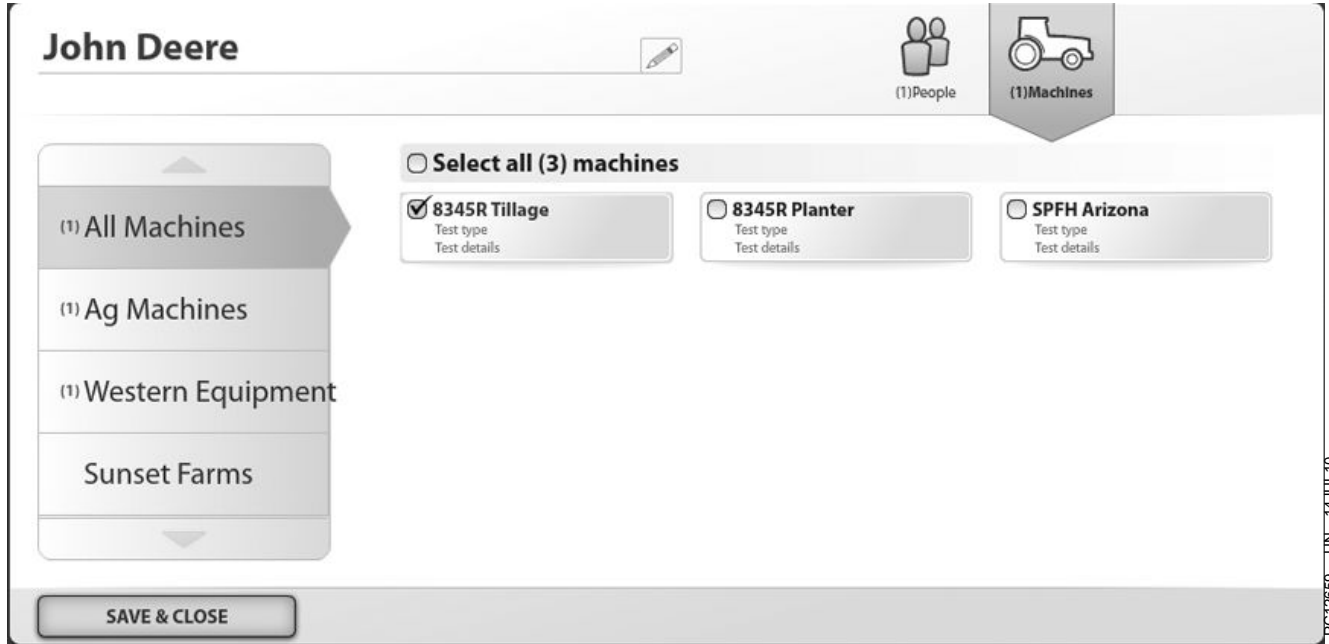 John Deere
(1)People
(1)Machines
Select all (3) machines
(1) All Machines
(1) Ag Machines
(1) Western Equipment
Sunset Farms
8345R Tillage
Test type
Test details
8345R Planter
Test type
Test details
SPFH Arizona
Test type
Test details
SAVE & CLOSE